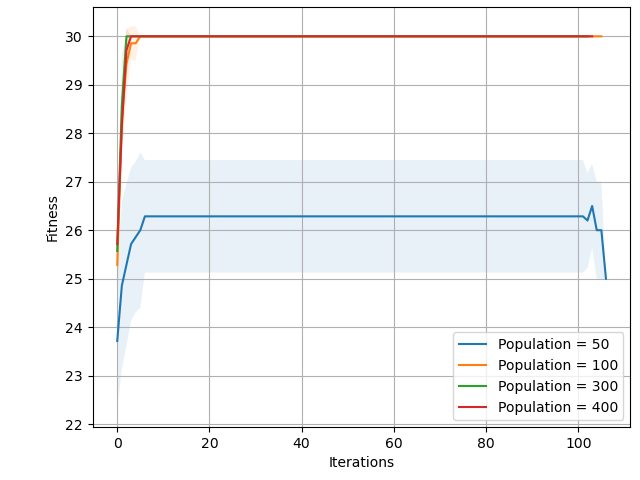 30
29
28
27
26
25
24
23
22
Fitness
0 20 40 60 80 100
Iterations
Population = 50
Population = 100
Population = 300
Population = 400